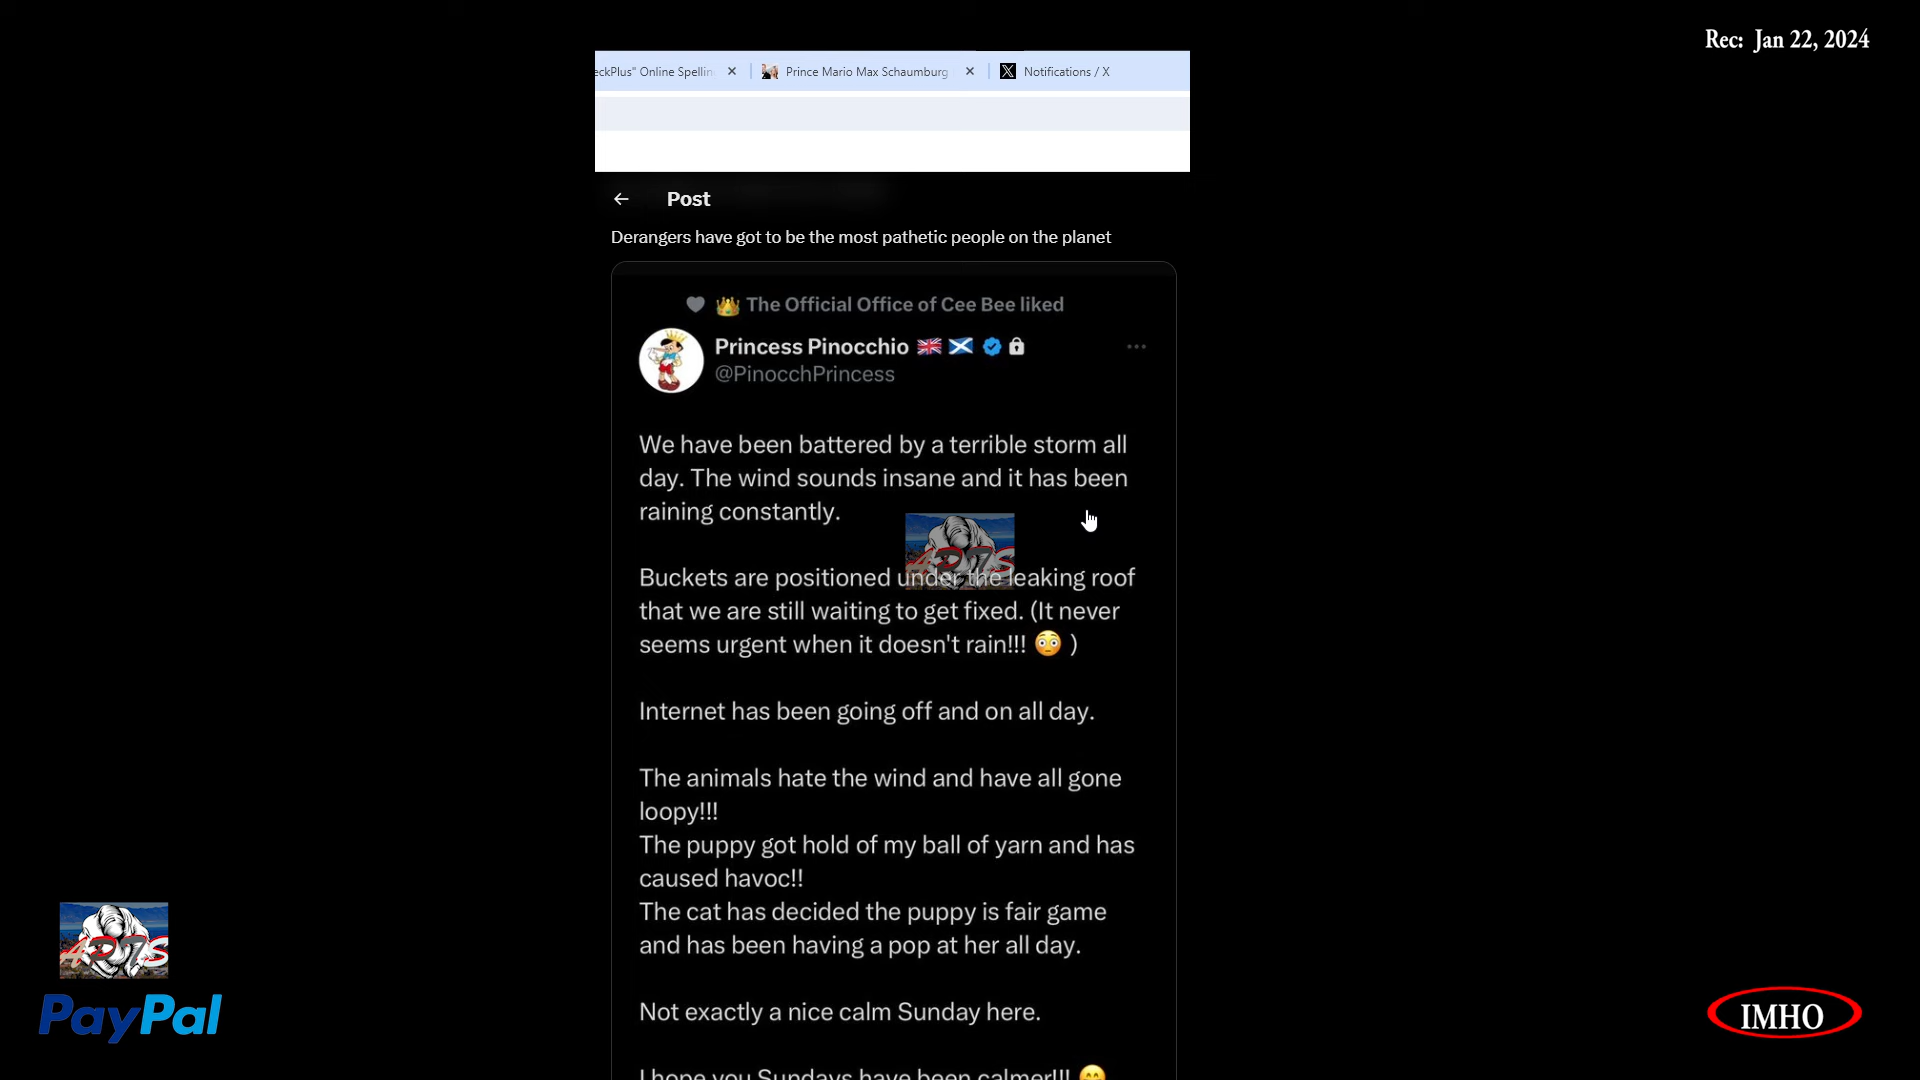 Rec: Jan 22, 2024
eckPlus" Online Spellin
Prince Mario Max Schaumburg
Notifications / X
Post
Derangers have got to be the most pathetic people on the planet
The Official Office of Cee Bee liked
Princess Pinocchio
@PinocchPrincess
We have been battered by a terrible storm all
day. The wind sounds insane and it has been
raining constantly.
Buckets are positioned under the leaking roof
that we are still waiting to get fixed. (It never
seems urgent when it doesn't rain!!! 😳 )
Internet has been going off and on all day.
The animals hate the wind and have all gone
loopy!!!
The puppy got hold of my ball of yarn and has
caused havoc!!
The cat has decided the puppy is fair game
and has been having a pop at her all day.
Not exactly a nice calm Sunday here.
I hope you Sundays have been calmer!!! 😊
PayPal
IMHO